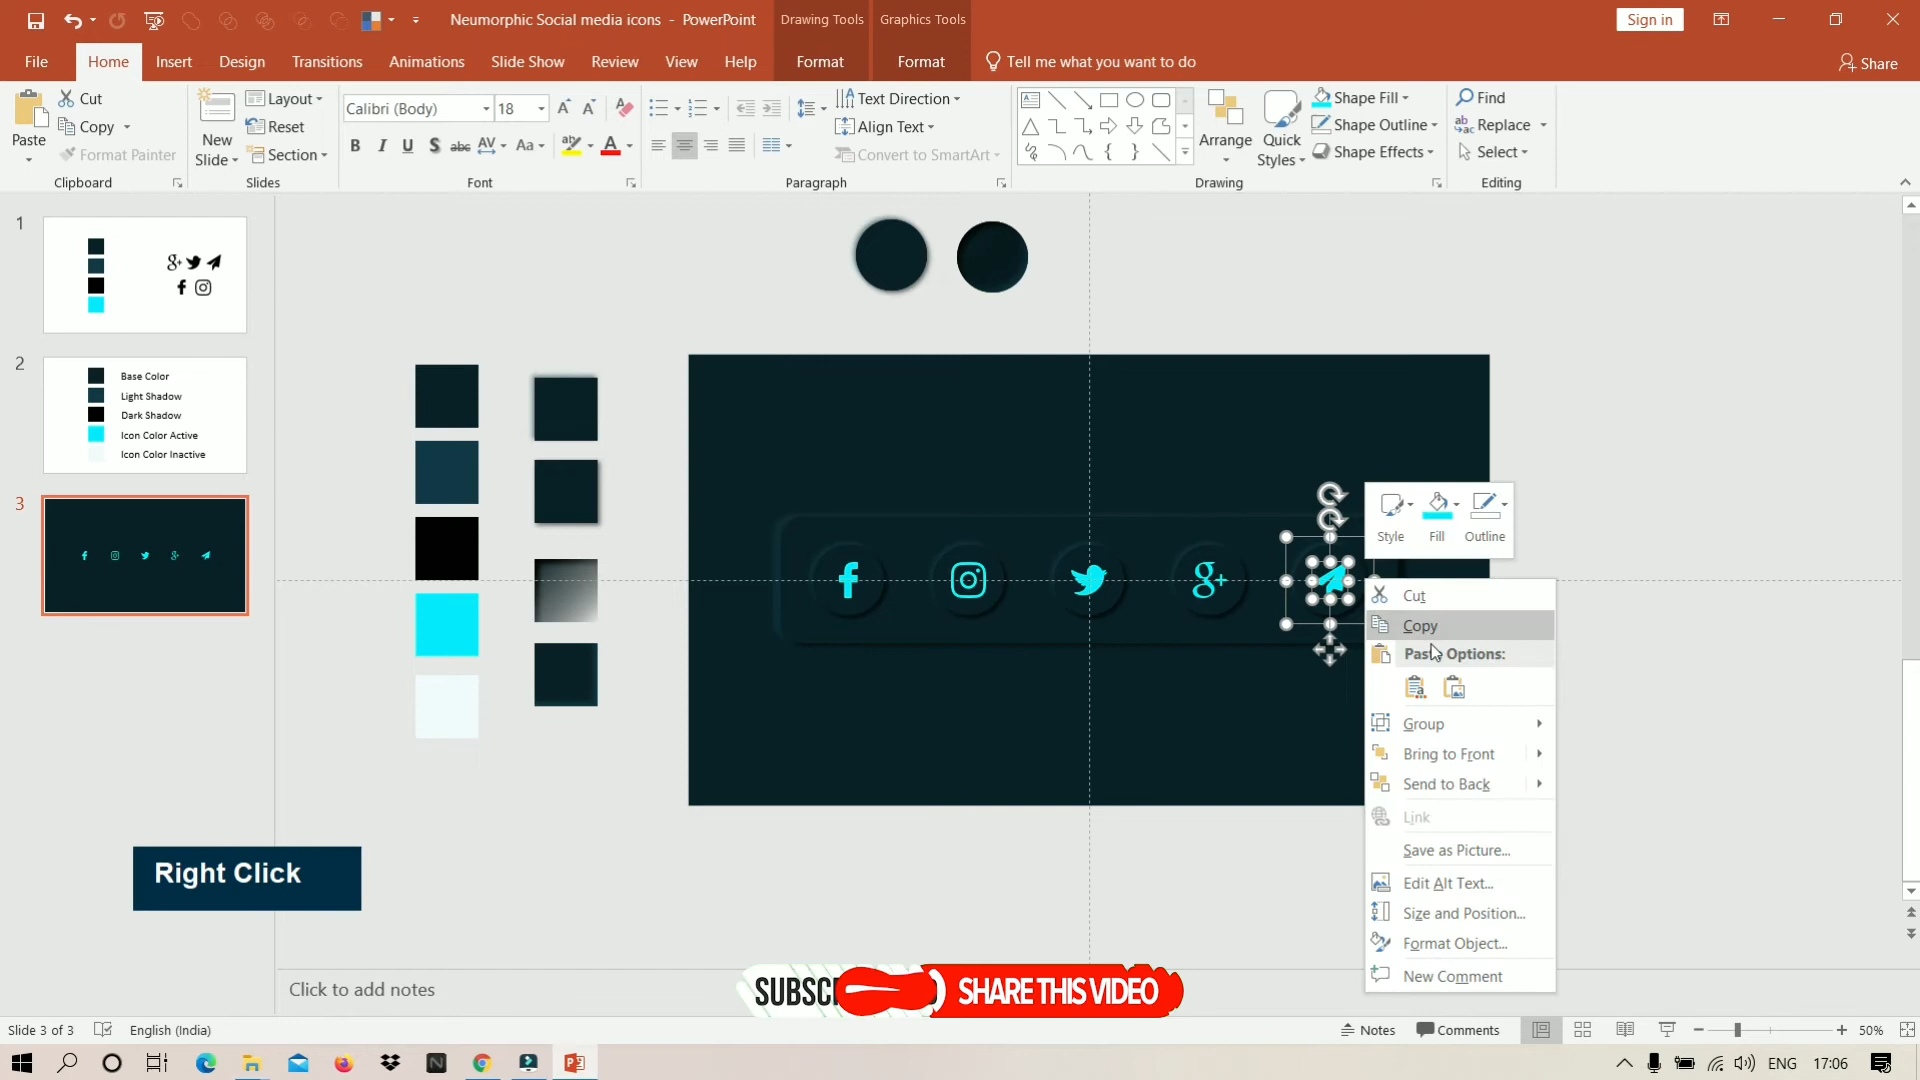 Neumorphic Social media icons - PowerPoint
Drawing Tools
Graphics Tools
Sign in
File
Home
Insert
Design
Transitions
Animations
Slide Show
Review
View
Help
Format
Format
Tell me what you want to do
Share
Paste
Cut
Copy
Format Painter
Clipboard
New
Slide
Layout
Reset
Section
Slides
Calibri (Body)
18
Font
Text Direction
Align Text
Convert to SmartArt
Paragraph
Arrange
Quick
Styles
Shape Fill
Shape Outline
Shape Effects
Drawing
Find
Replace
Select
Editing
1
2
Base Color
Light Shadow
Dark Shadow
Icon Color Active
Icon Color Inactive
3
Style
Fill
Outline
Cut
Copy
Paste Options:
Group
Bring to Front
Send to Back
Link
Save as Picture...
Edit Alt Text...
Size and Position...
Format Object...
New Comment
Right Click
SHARE THIS VIDEO
Click to add notes
Slide 3 of 3
English (India)
Notes
Comments
50%
ENG
17:06